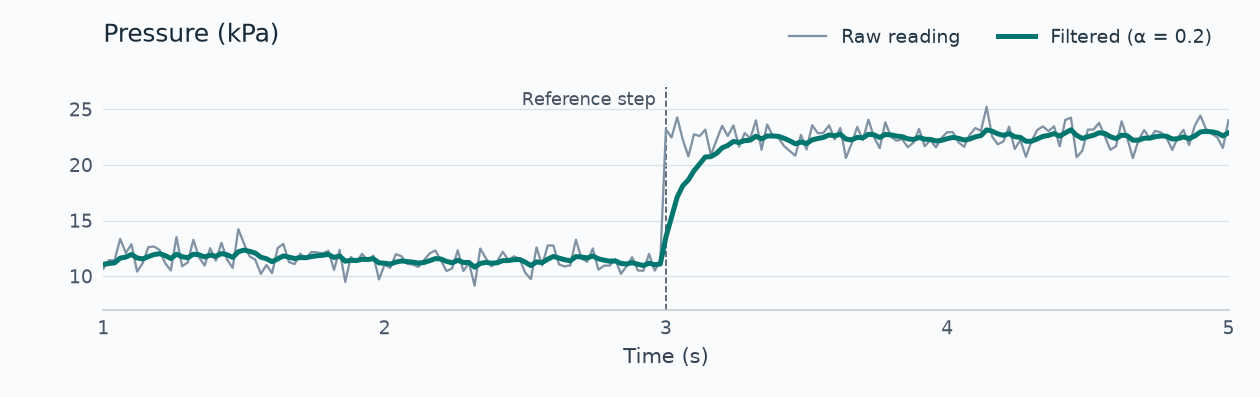 Pressure (kPa)
Raw reading
Filtered (α = 0.2)
Reference step
25
20
15
10
1
2
3
4
5
Time (s)